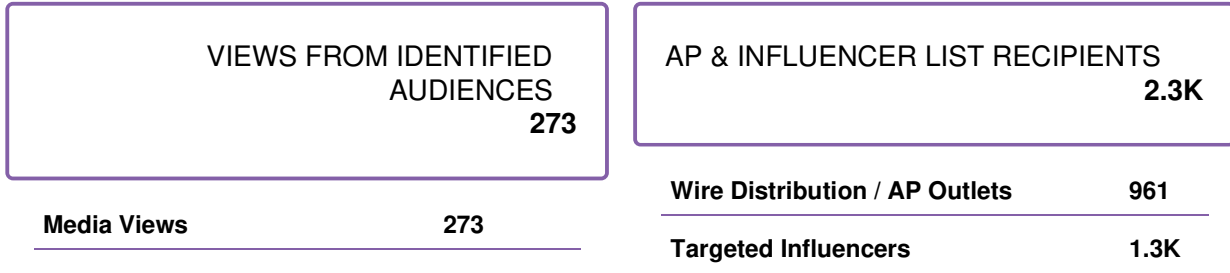 VIEWS FROM IDENTIFIED
AUDIENCES
273
Media Views 273
AP & INFLUENCER LIST RECIPIENTS
2.3K
Wire Distribution / AP Outlets 961
Targeted Influencers 1.3K